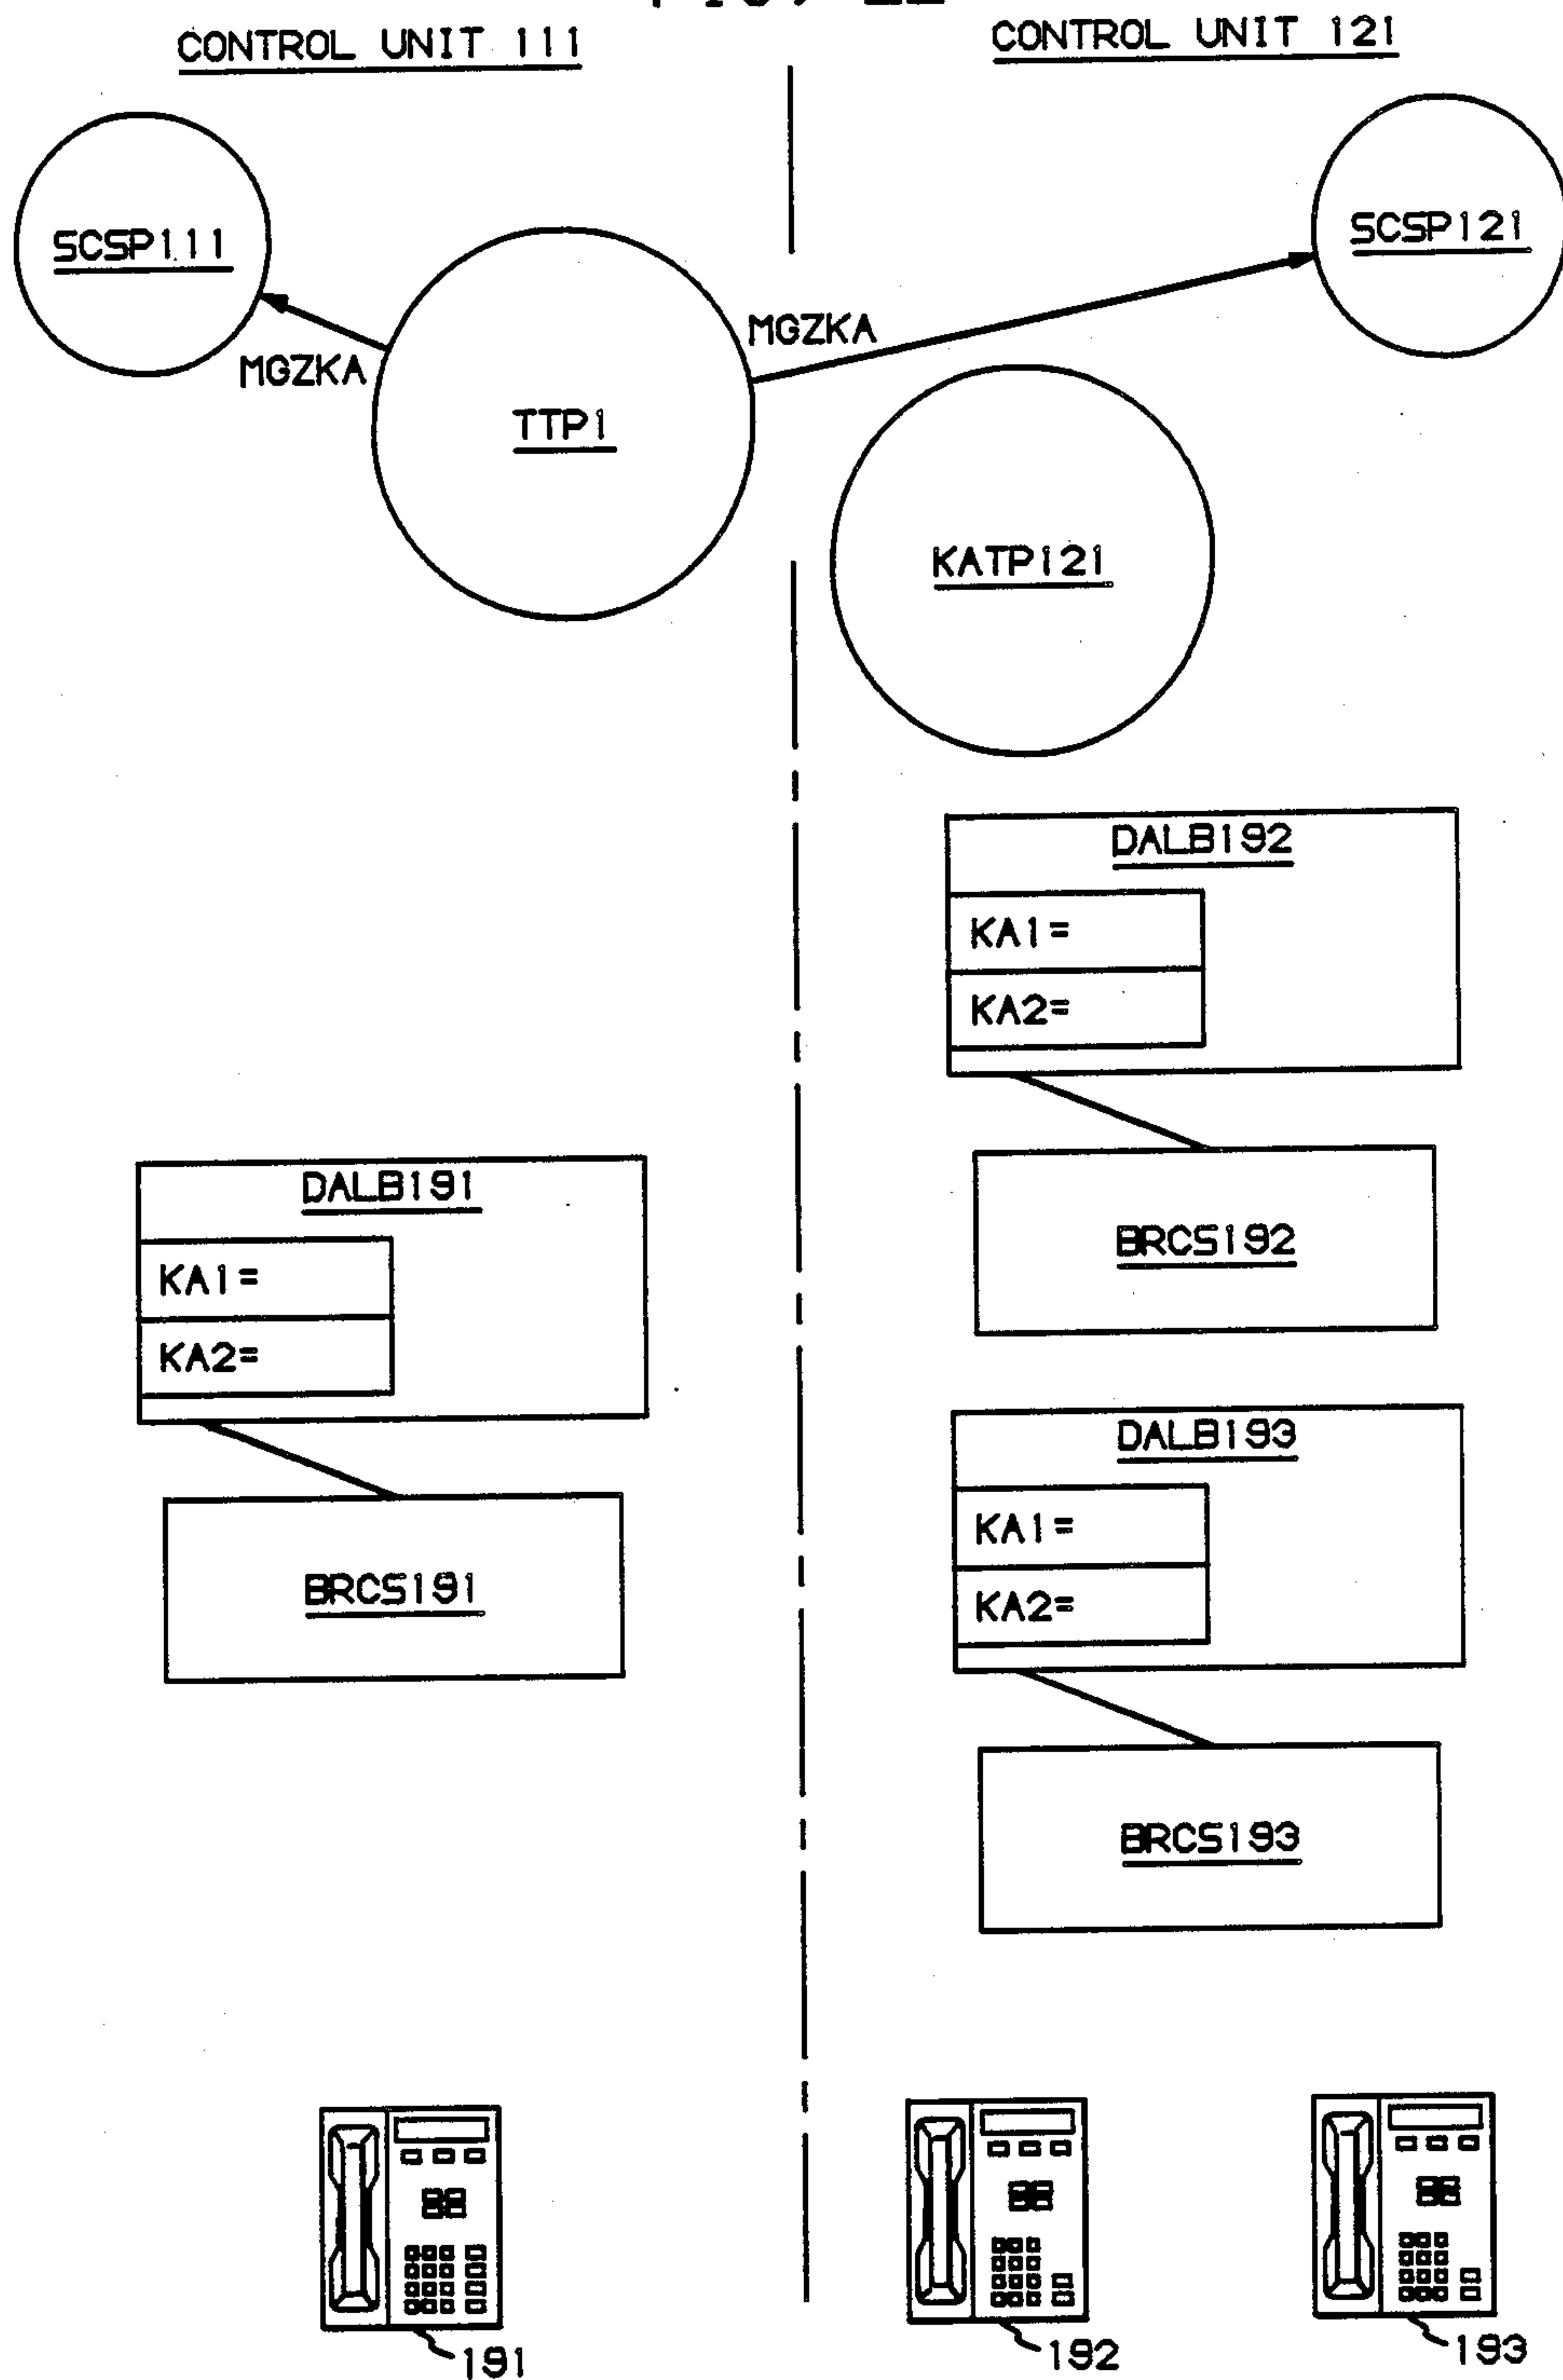 CONTROL UNIT 111
CONTROL UNIT 121
SCSP111
SCSP121
MGZKA
MGZKA
TTP1
KATP121
DALB192
KA1=
KA2=
BRCS192
DALB191
KA1=
KA2=
BRCS191
DALB193
KA1=
KA2=
BRCS193
191
192
193